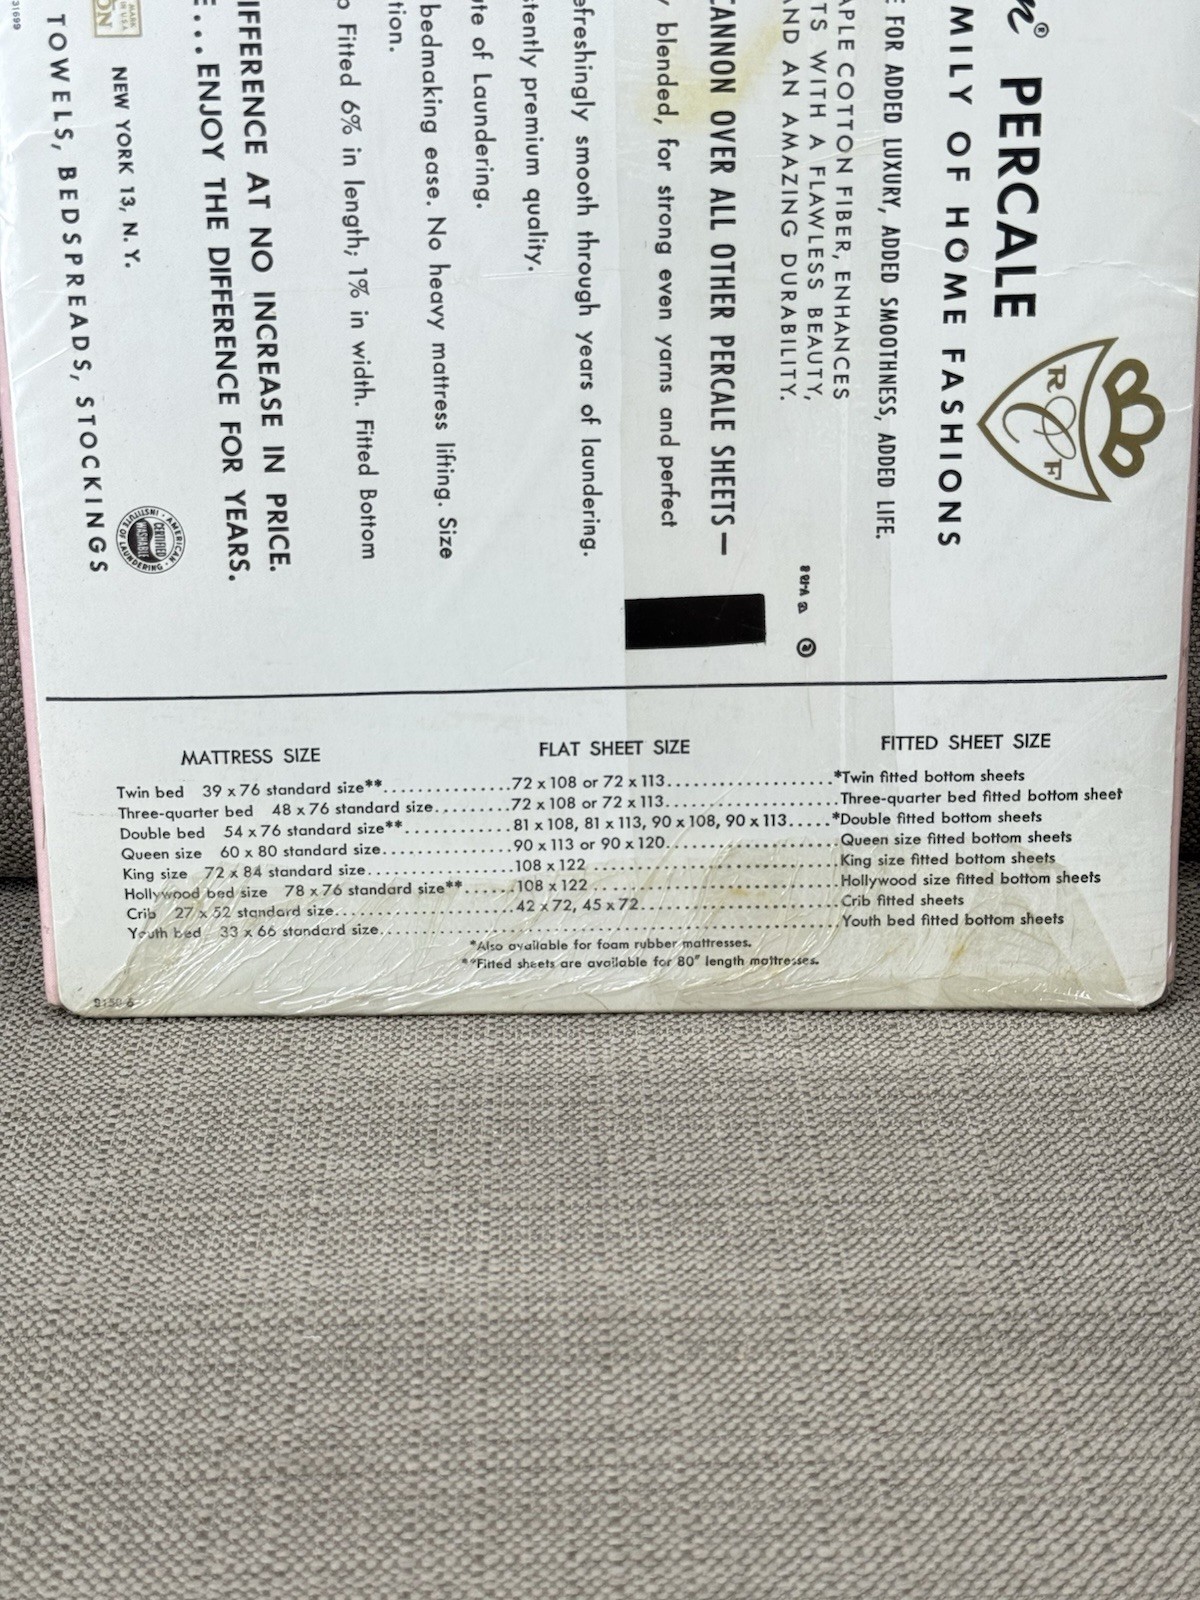 n® PERCALE
MILY OF HOME FASHIONS
E FOR ADDED LUXURY, ADDED SMOOTHNESS, ADDED LIFE.
APLE COTTON FIBER, ENHANCES
TS WITH A FLAWLESS BEAUTY,
AND AN AMAZING DURABILITY.
R C F
CANNON OVER ALL OTHER PERCALE SHEETS—
y blended, for strong even yarns and perfect
efreshingly smooth through years of laundering.
stently premium quality.
ute of Laundering.
bedmaking ease. No heavy mattress lifting. Size
tion.
o Fitted 6% in length; 1% in width. Fitted Bottom
IFFERENCE AT NO INCREASE IN PRICE.
E...ENJOY THE DIFFERENCE FOR YEARS.
AMERICAN INSTITUTE OF LAUNDERING
CERTIFIED WASHABLE
NEW YORK 13, N. Y.
ON
MARK
TOWELS, BEDSPREADS, STOCKINGS
31699
MATTRESS SIZE FLAT SHEET SIZE FITTED SHEET SIZE
Twin bed 39 x 76 standard size**...............72 x 108 or 72 x 113....................*Twin fitted bottom sheets
Three-quarter bed 48 x 76 standard size.........72 x 108 or 72 x 113....................Three-quarter bed fitted bottom sheet
Double bed 54 x 76 standard size**.............81 x 108, 81 x 113, 90 x 108, 90 x 113.....*Double fitted bottom sheets
Queen size 60 x 80 standard size................90 x 113 or 90 x 120....................Queen size fitted bottom sheets
King size 72 x 84 standard size..................108 x 122..............................King size fitted bottom sheets
Hollywood bed size 78 x 76 standard size**......108 x 122..............................Hollywood size fitted bottom sheets
Crib 27 x 52 standard size......................42 x 72, 45 x 72.......................Crib fitted sheets
Youth bed 33 x 66 standard size.........................................................Youth bed fitted bottom sheets
*Also available for foam rubber mattresses.
**Fitted sheets are available for 80" length mattresses.